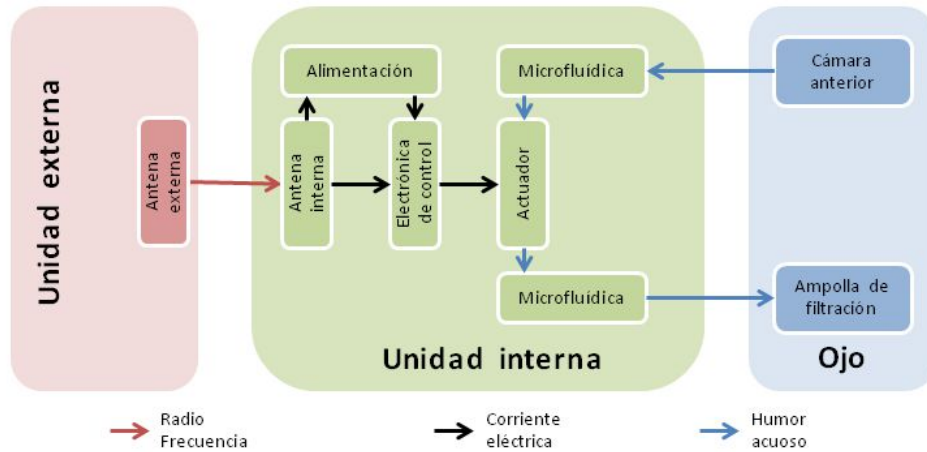 Unidad externa
Antena
externa
Alimentación
Antena
interna
Electrónica
de control
Microfluídica
Actuador
Microfluídica
Unidad interna
Cámara
anterior
Ampolla de
filtración
Ojo
Radio
Frecuencia
Corriente
eléctrica
Humor
acuoso